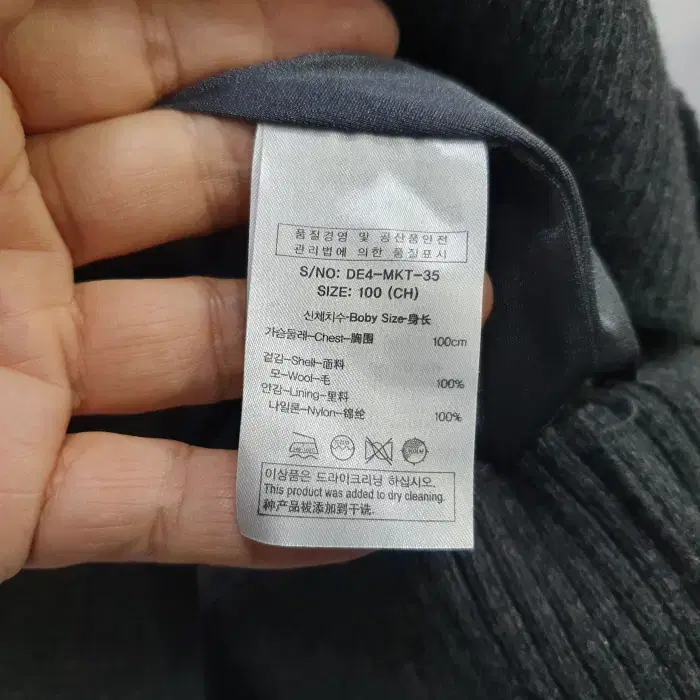 품질경영 및 공산품안전
관리법에 의한 품질표시
S/NO: DE4-MKT-35
SIZE: 100 (CH)
신체치수-Boby Size-身长
가슴둘레-Chest-胸围 100cm
겉감-Shell-面料
모-Wool-毛 100%
안감-Lining-里料
나일론-Nylon-锦纶 100%
이상품은 드라이크리닝 하십시오.
This product was added to dry cleaning.
种产品被添加到干洗.